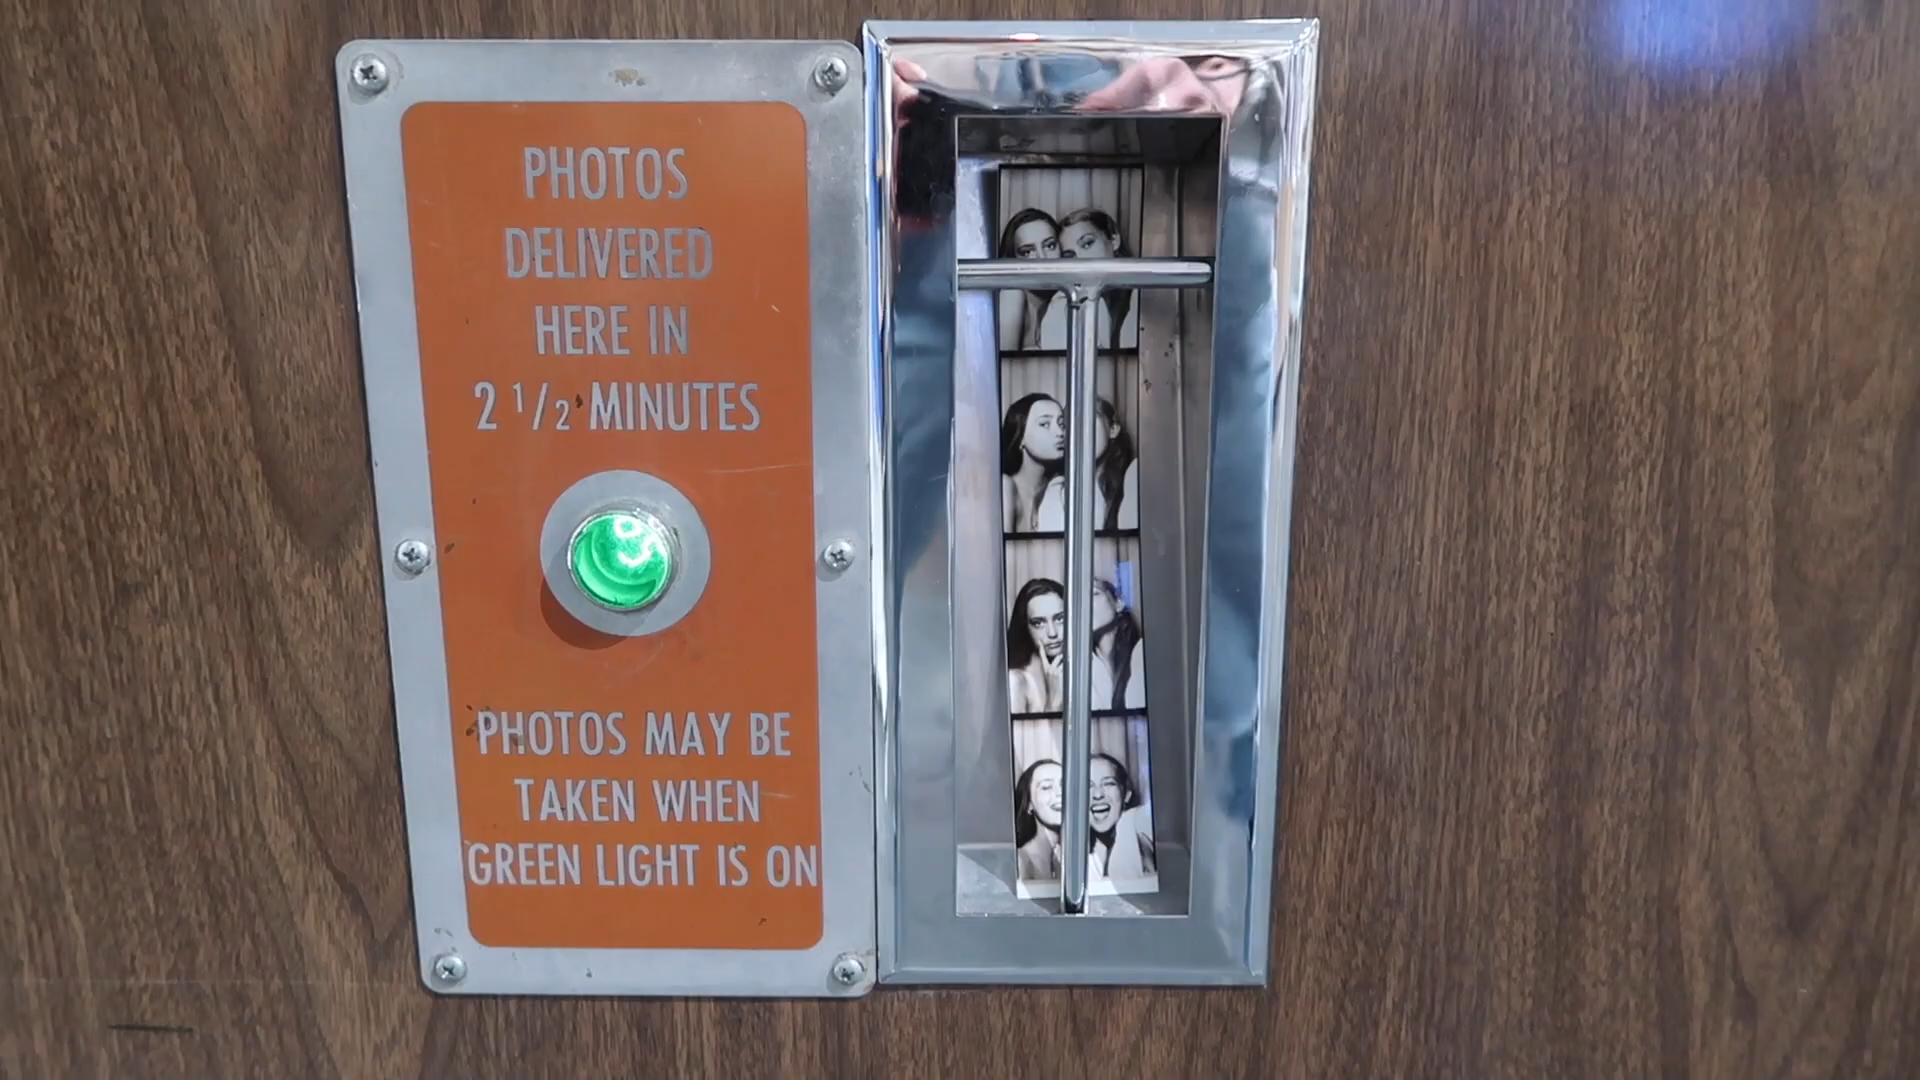 PHOTOS
DELIVERED
HERE IN
2 1/2 MINUTES
PHOTOS MAY BE
TAKEN WHEN
GREEN LIGHT IS ON